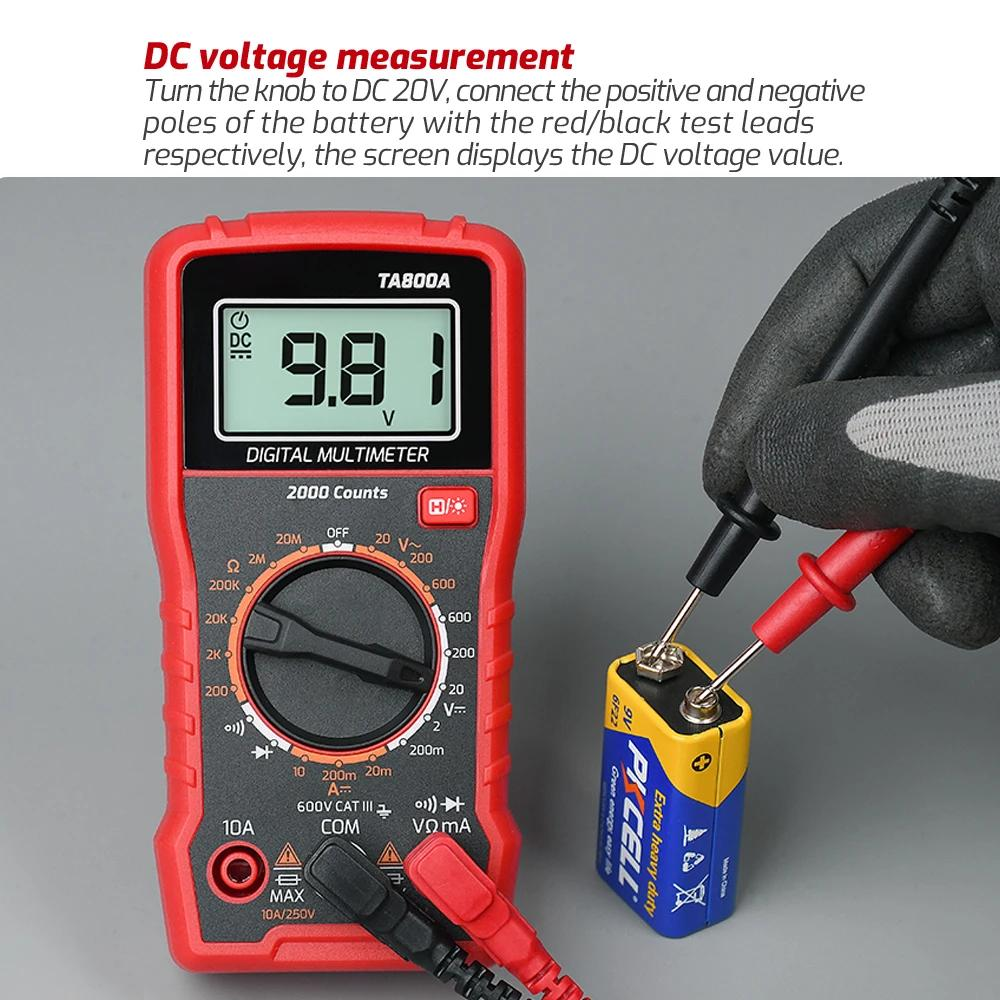 DC voltage measurement
Turn the knob to DC 20V, connect the positive and negative
poles of the battery with the red/black test leads
respectively, the screen displays the DC voltage value.
TA800A
DC
9.81
V
DIGITAL MULTIMETER
2000 Counts
H/
OFF
20M
20
V~
2M
200
Ω
200K
600
20K
600
2K
200
200
20
V⎓
2
200m
10
200m
20m
A⎓
600V CAT III
10A
COM
VΩmA
MAX
10A/250V
9V
6F22
PKCELL
Extra heavy duty
Made in China